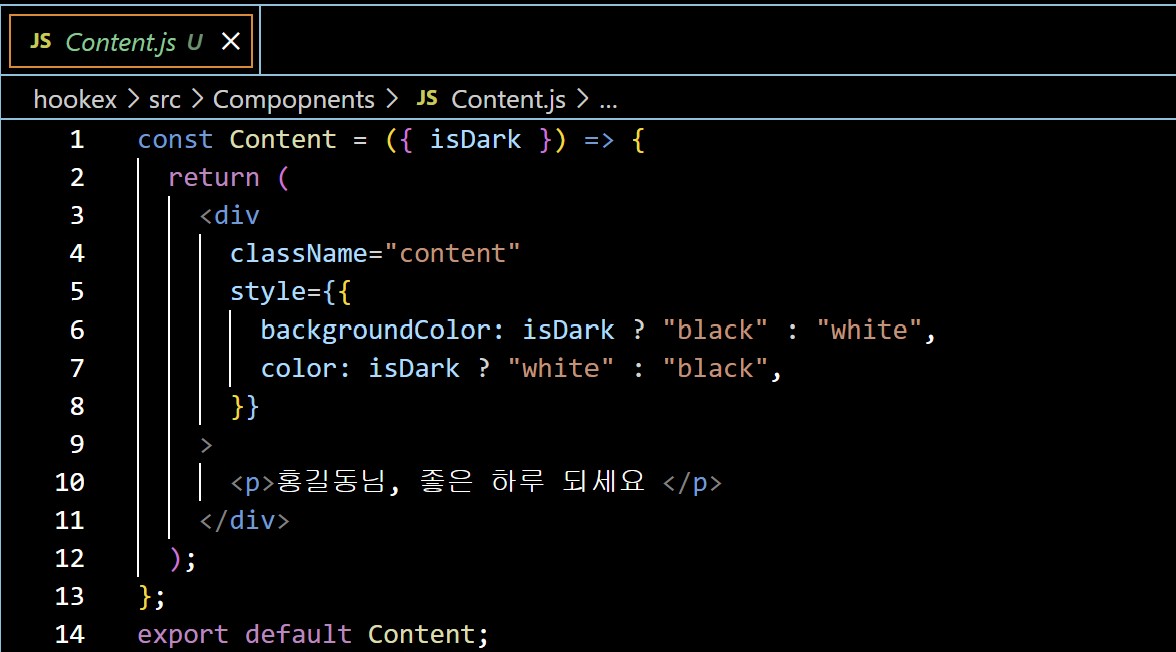 JS Content.js U ×
hookex > src > Compopnents > JS Content.js > ...
1 const Content = ({ isDark }) => {
2 return (
3 <div
4 className="content"
5 style={{
6 backgroundColor: isDark ? "black" : "white",
7 color: isDark ? "white" : "black",
8 }}
9 >
10 <p>홍길동님, 좋은 하루 되세요 </p>
11 </div>
12 );
13 };
14 export default Content;